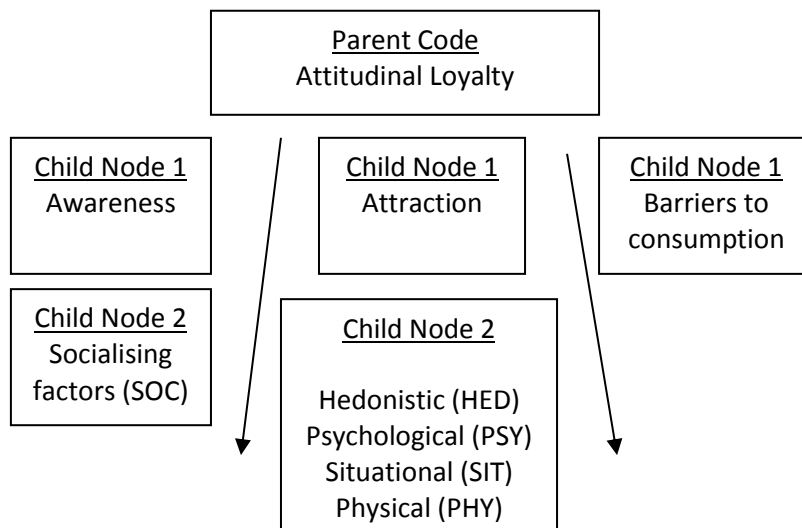 Parent Code
Attitudinal Loyalty
Child Node 1
Awareness
Child Node 1
Attraction
Child Node 1
Barriers to
consumption
Child Node 2
Socialising
factors (SOC)
Child Node 2
Hedonistic (HED)
Psychological (PSY)
Situational (SIT)
Physical (PHY)